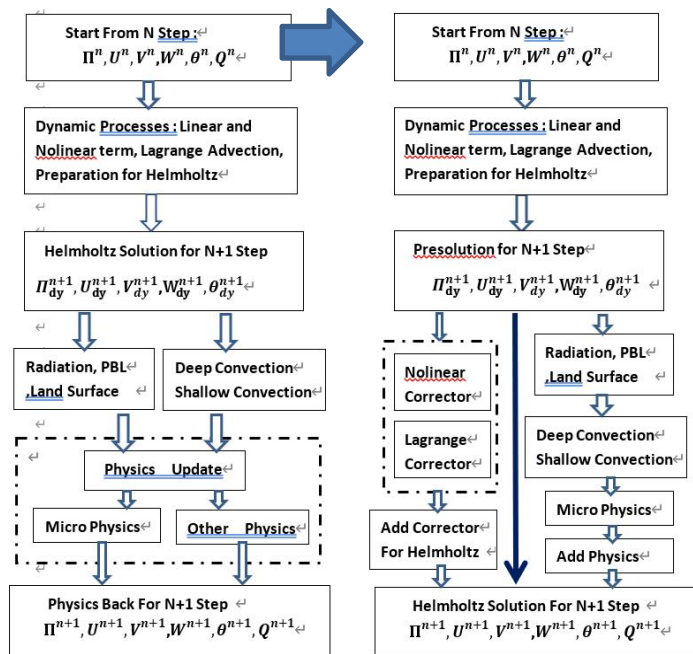 Start From N Step :↵
Π^n, U^n, V^n, W^n, θ^n, Q^n↵
Dynamic Processes : Linear and
Nolinear term, Lagrange Advection,
Preparation for Helmholtz↵
Helmholtz Solution for N+1 Step
Π_dy^{n+1}, U_dy^{n+1}, V_dy^{n+1}, W_dy^{n+1}, θ_dy^{n+1}↵
Radiation, PBL↵
,Land Surface↵
Deep Convection↵
Shallow Convection↵
Physics Update↵
Micro Physics↵
Other Physics↵
Physics Back For N+1 Step ↵
Π^{n+1}, U^{n+1}, V^{n+1}, W^{n+1}, θ^{n+1}, Q^{n+1}↵
Start From N Step :↵
Π^n, U^n, V^n, W^n, θ^n, Q^n↵
Dynamic Processes : Linear and
Nolinear term, Lagrange Advection,
Preparation for Helmholtz↵
Presolution for N+1 Step
Π_dy^{n+1}, U_dy^{n+1}, V_dy^{n+1}, W_dy^{n+1}, θ_dy^{n+1}↵
Nolinear
Corrector↵
Lagrange
Corrector↵
Add Corrector
For Helmholtz↵
Radiation, PBL↵
,Land Surface↵
Deep Convection↵
Shallow Convection↵
Micro Physics↵
Add Physics↵
Helmholtz Solution For N+1 Step ↵
Π^{n+1}, U^{n+1}, V^{n+1}, W^{n+1}, θ^{n+1}, Q^{n+1}↵